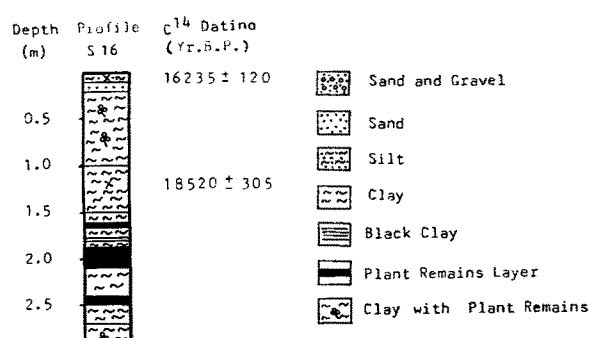 Depth Profile C14 Dating
(m) S 16 (Yr.B.P.)
16235 ± 120
0.5
1.0
18520 ± 305
1.5
2.0
2.5
Sand and Gravel
Sand
Silt
Clay
Black Clay
Plant Remains Layer
Clay with Plant Remains